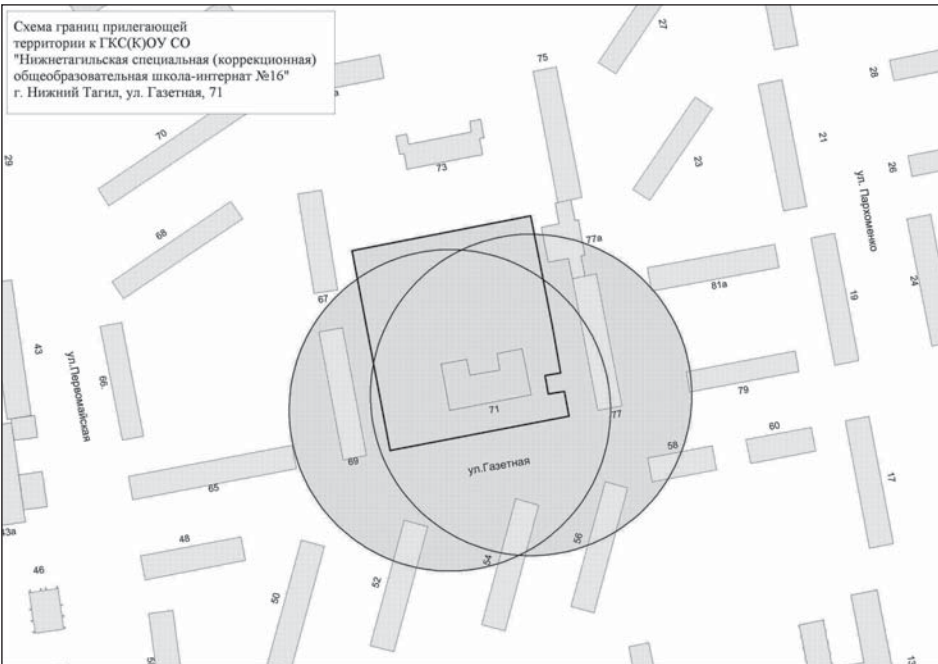 Схема границ прилегающей
территории к ГКС(К)ОУ СО
"Нижнетагильская специальная (коррекционная)
общеобразовательная школа-интернат №16"
г. Нижний Тагил, ул. Газетная, 71
27
75
28
70
73
23
21
26
29
ул. Пархоменко
68
77а
67
81а
19
24
43
ул.Первомайская
66.
71
77
79
69
ул.Газетная
58
60
65
17
43а
48
52
54
56
46
50